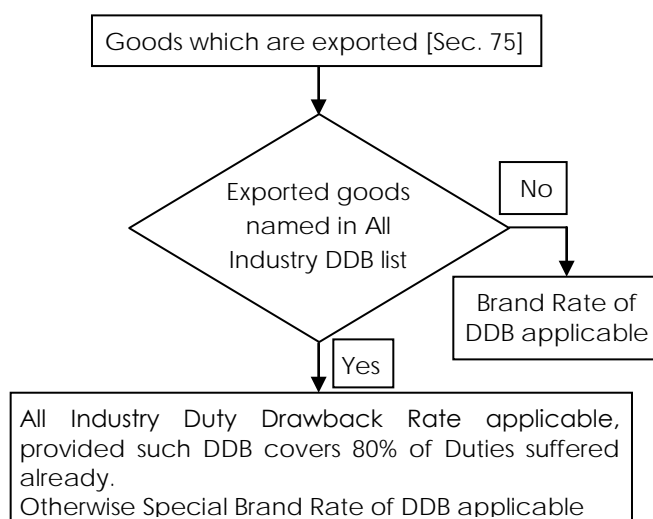 Goods which are exported [Sec. 75]
Exported goods
named in All
Industry DDB list
No
Brand Rate of
DDB applicable
Yes
All Industry Duty Drawback Rate applicable,
provided such DDB covers 80% of Duties suffered
already.
Otherwise Special Brand Rate of DDB applicable